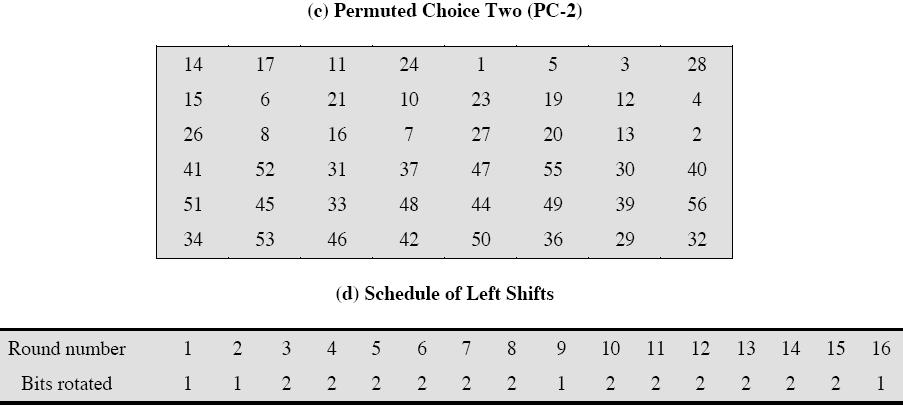 (c) Permuted Choice Two (PC-2)
14 17 11 24 1 5 3 28
15 6 21 10 23 19 12 4
26 8 16 7 27 20 13 2
41 52 31 37 47 55 30 40
51 45 33 48 44 49 39 56
34 53 46 42 50 36 29 32
(d) Schedule of Left Shifts
Round number 1 2 3 4 5 6 7 8 9 10 11 12 13 14 15 16
Bits rotated 1 1 2 2 2 2 2 2 1 2 2 2 2 2 2 1